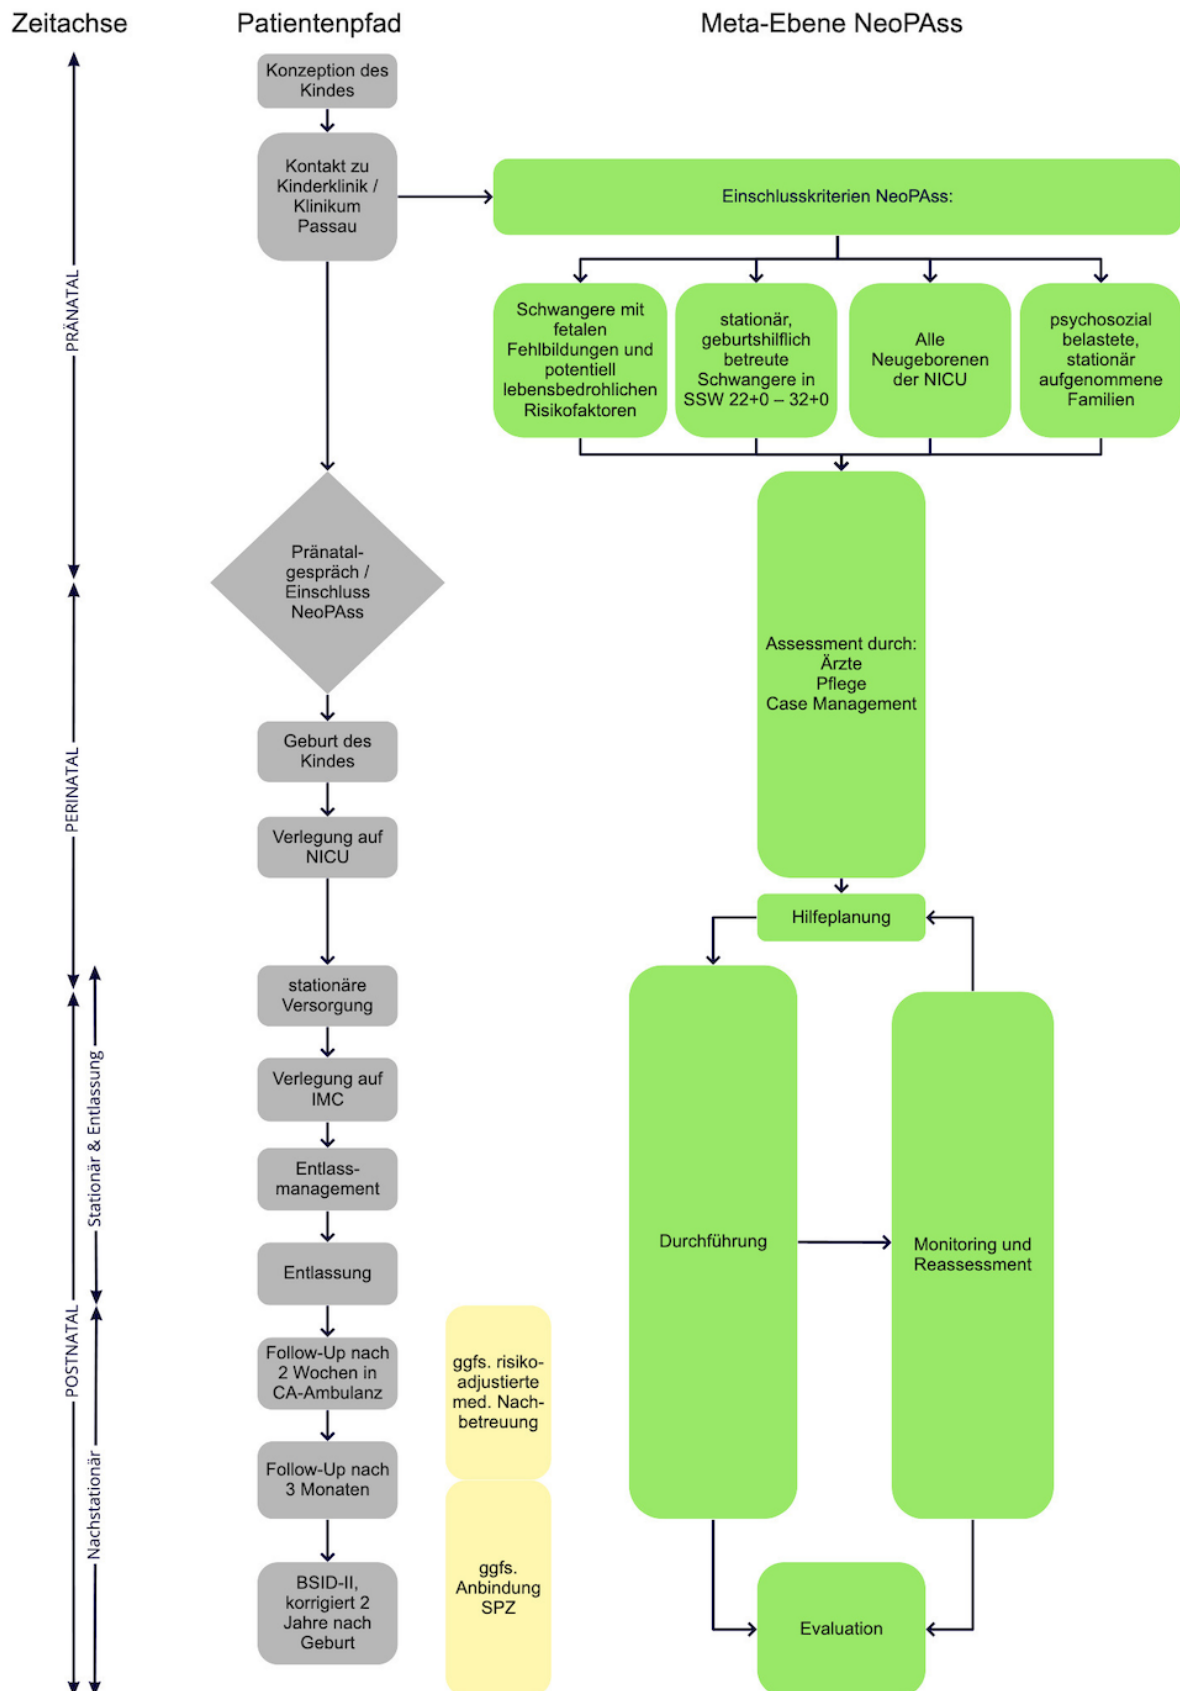 Zeitachse
Patientenpfad
Meta-Ebene NeoPAss
PRÄNATAL
PERINATAL
POSTNATAL
Stationär & Entlassung
Nachstationär
Konzeption des
Kindes
Kontakt zu
Kinderklinik /
Klinikum
Passau
Pränatal-
gespräch /
Einschluss
NeoPAss
Geburt des
Kindes
Verlegung auf
NICU
stationäre
Versorgung
Verlegung auf
IMC
Entlass-
management
Entlassung
Follow-Up nach
2 Wochen in
CA-Ambulanz
Follow-Up nach
3 Monaten
BSID-II,
korrigiert 2
Jahre nach
Geburt
ggfs. risiko-
adjustierte
med. Nach-
betreuung
ggfs.
Anbindung
SPZ
Einschlusskriterien NeoPAss:
Schwangere mit
fetalen
Fehlbildungen und
potentiell
lebensbedrohlichen
Risikofaktoren
stationär,
geburtshilflich
betreute
Schwangere in
SSW 22+0 – 32+0
Alle
Neugeborenen
der NICU
psychosozial
belastete,
stationär
aufgenommene
Familien
Assessment durch:
Ärzte
Pflege
Case Management
Hilfeplanung
Durchführung
Monitoring und
Reassessment
Evaluation